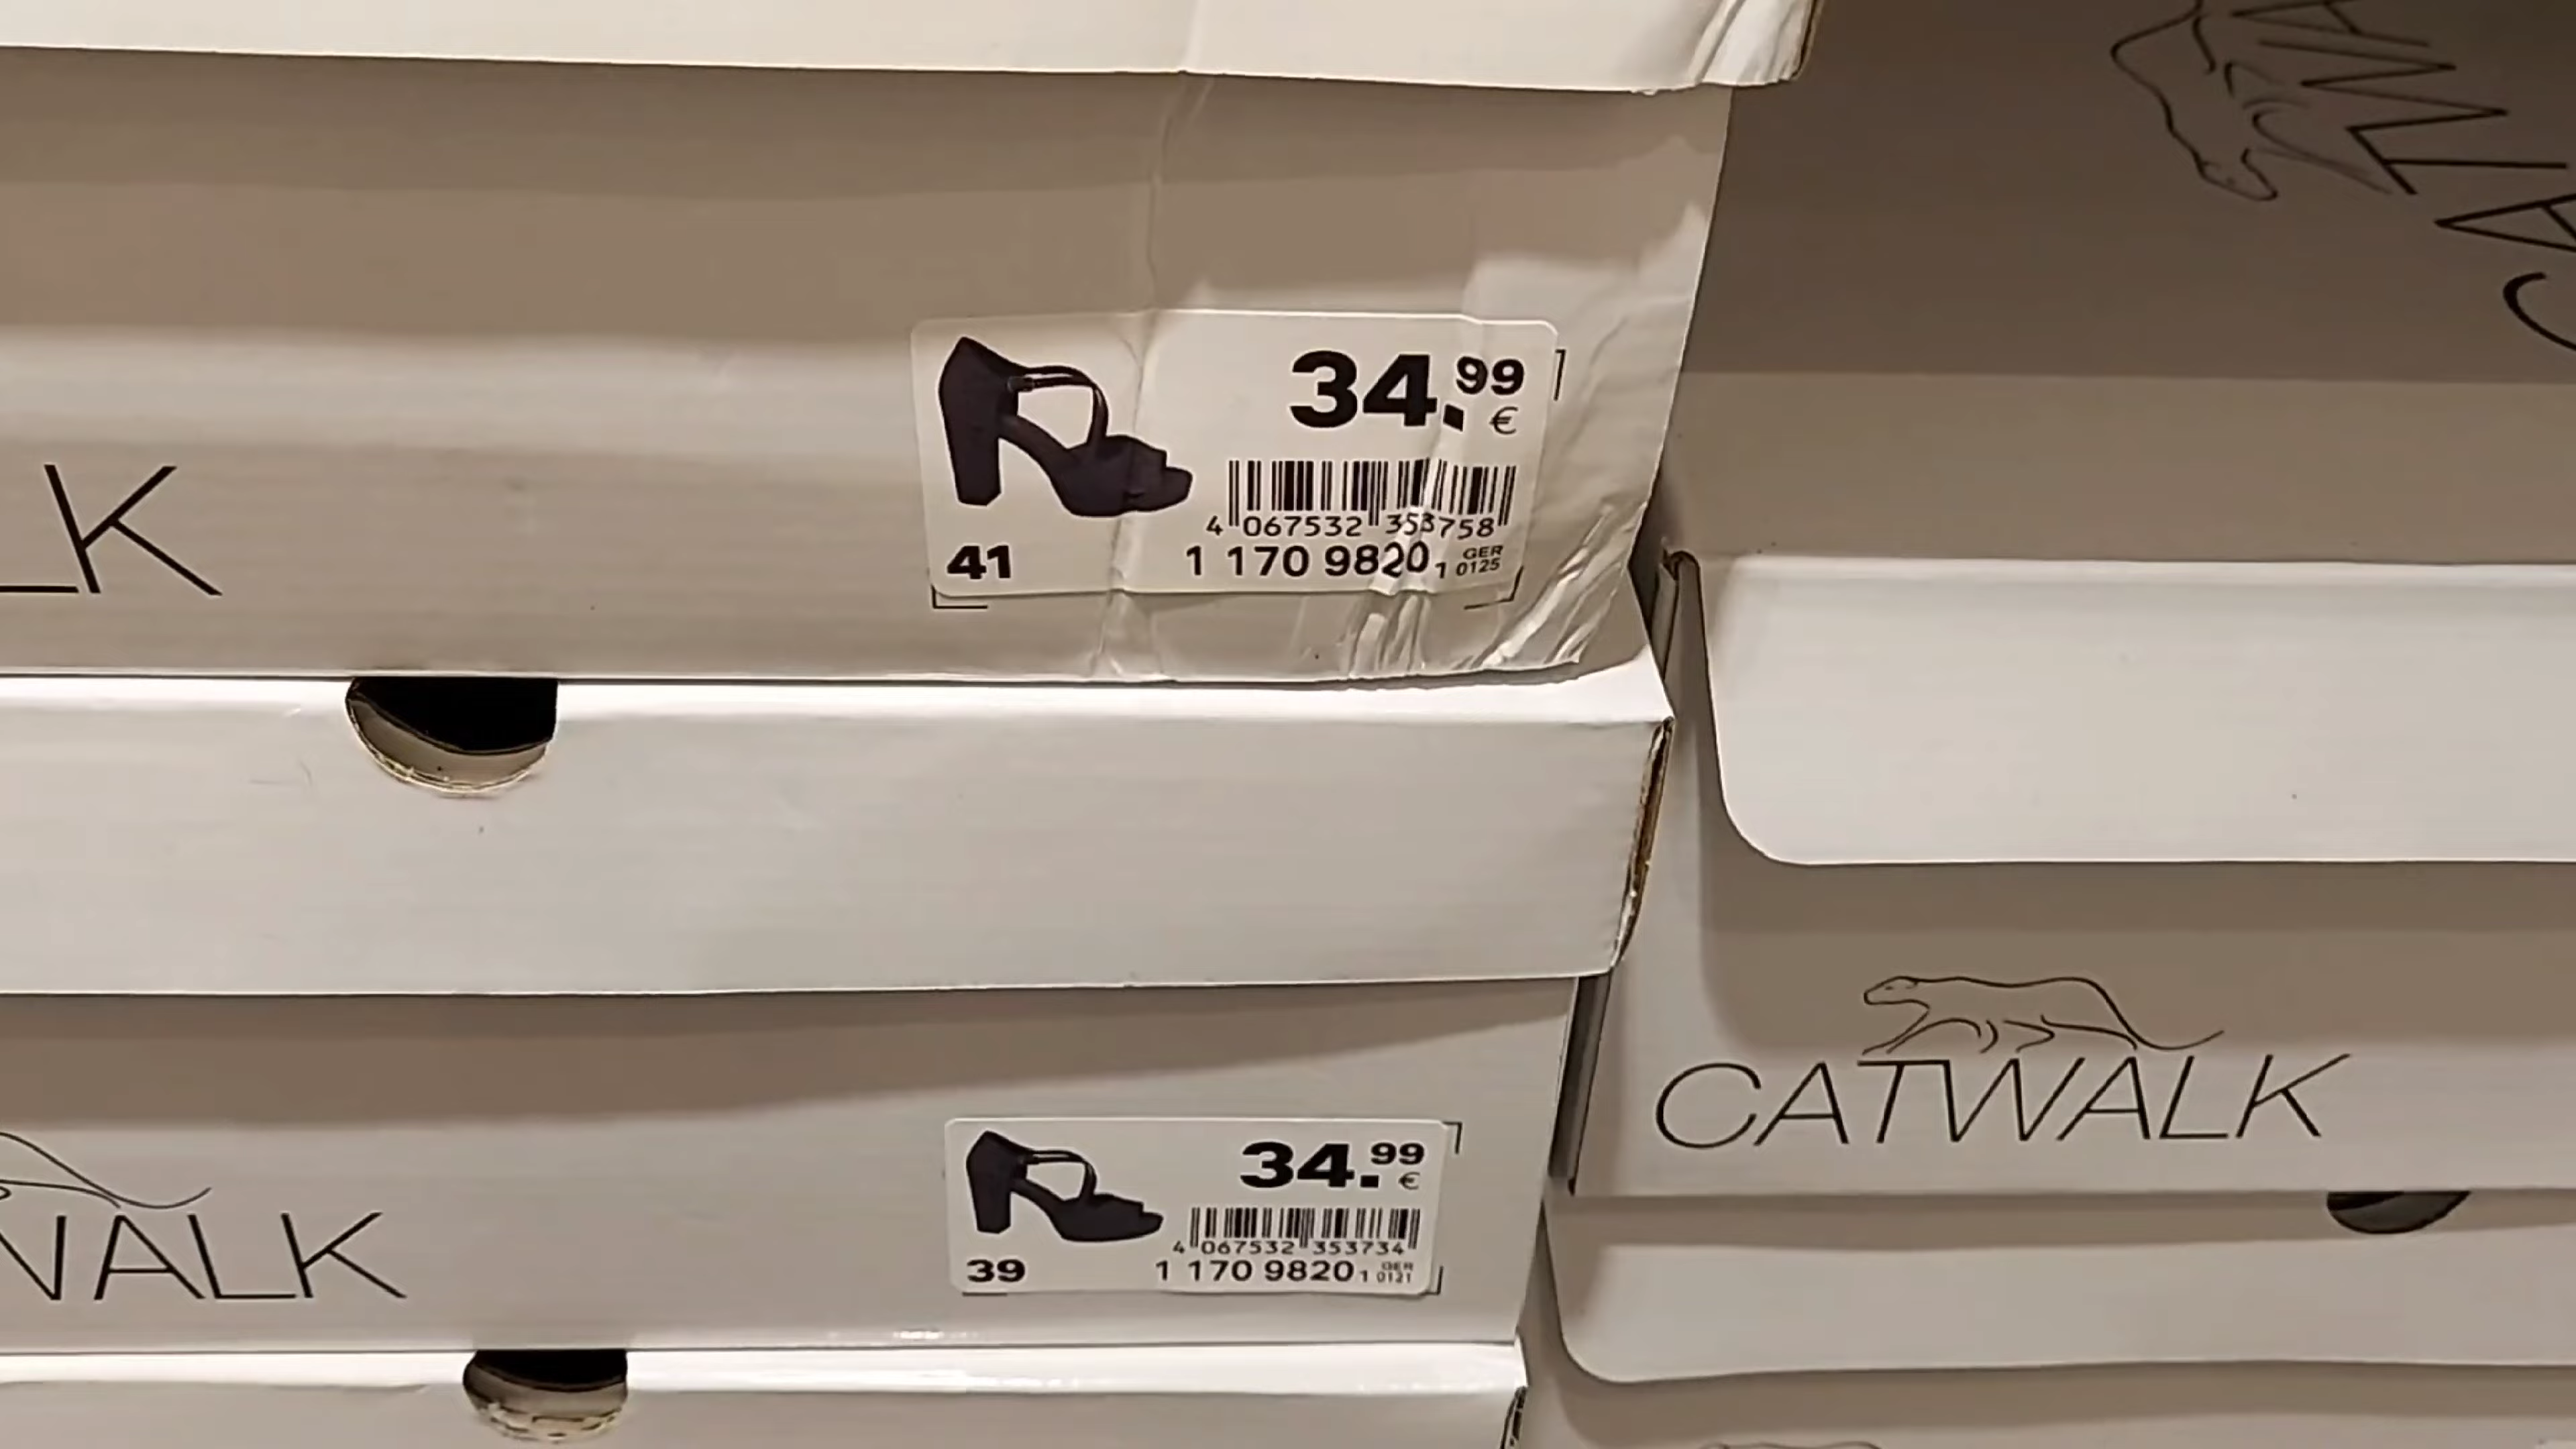 LK
34.99
€
4 067532 353758
41
1 170 9820 1 GER 0125
CATWALK
WALK
34.99
€
4 067532 353734
39
1 170 9820 1 GER 0121